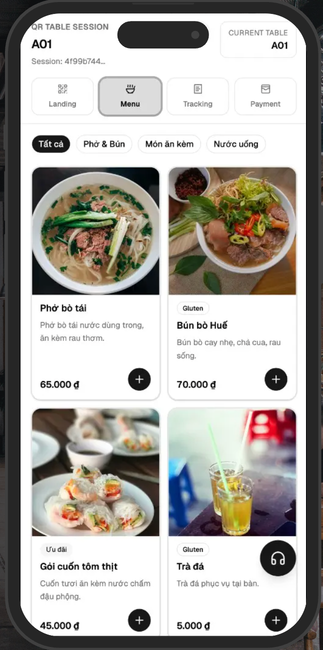 QR TABLE SESSION
A01
Session: 4f99b744...
CURRENT TABLE
A01
Landing
Menu
Tracking
Payment
Tất cả
Phở & Bún
Món ăn kèm
Nước uống
Phở bò tái
Phở bò tái nước dùng trong,
ăn kèm rau thơm.
65.000 ₫
Gluten
Bún bò Huế
Bún bò cay nhẹ, chả cua, rau
sống.
70.000 ₫
Ưu đãi
Gỏi cuốn tôm thịt
Cuốn tươi ăn kèm nước chấm
đậu phộng.
45.000 ₫
Gluten
Trà đá
Trà đá phục vụ tại bàn.
5.000 ₫